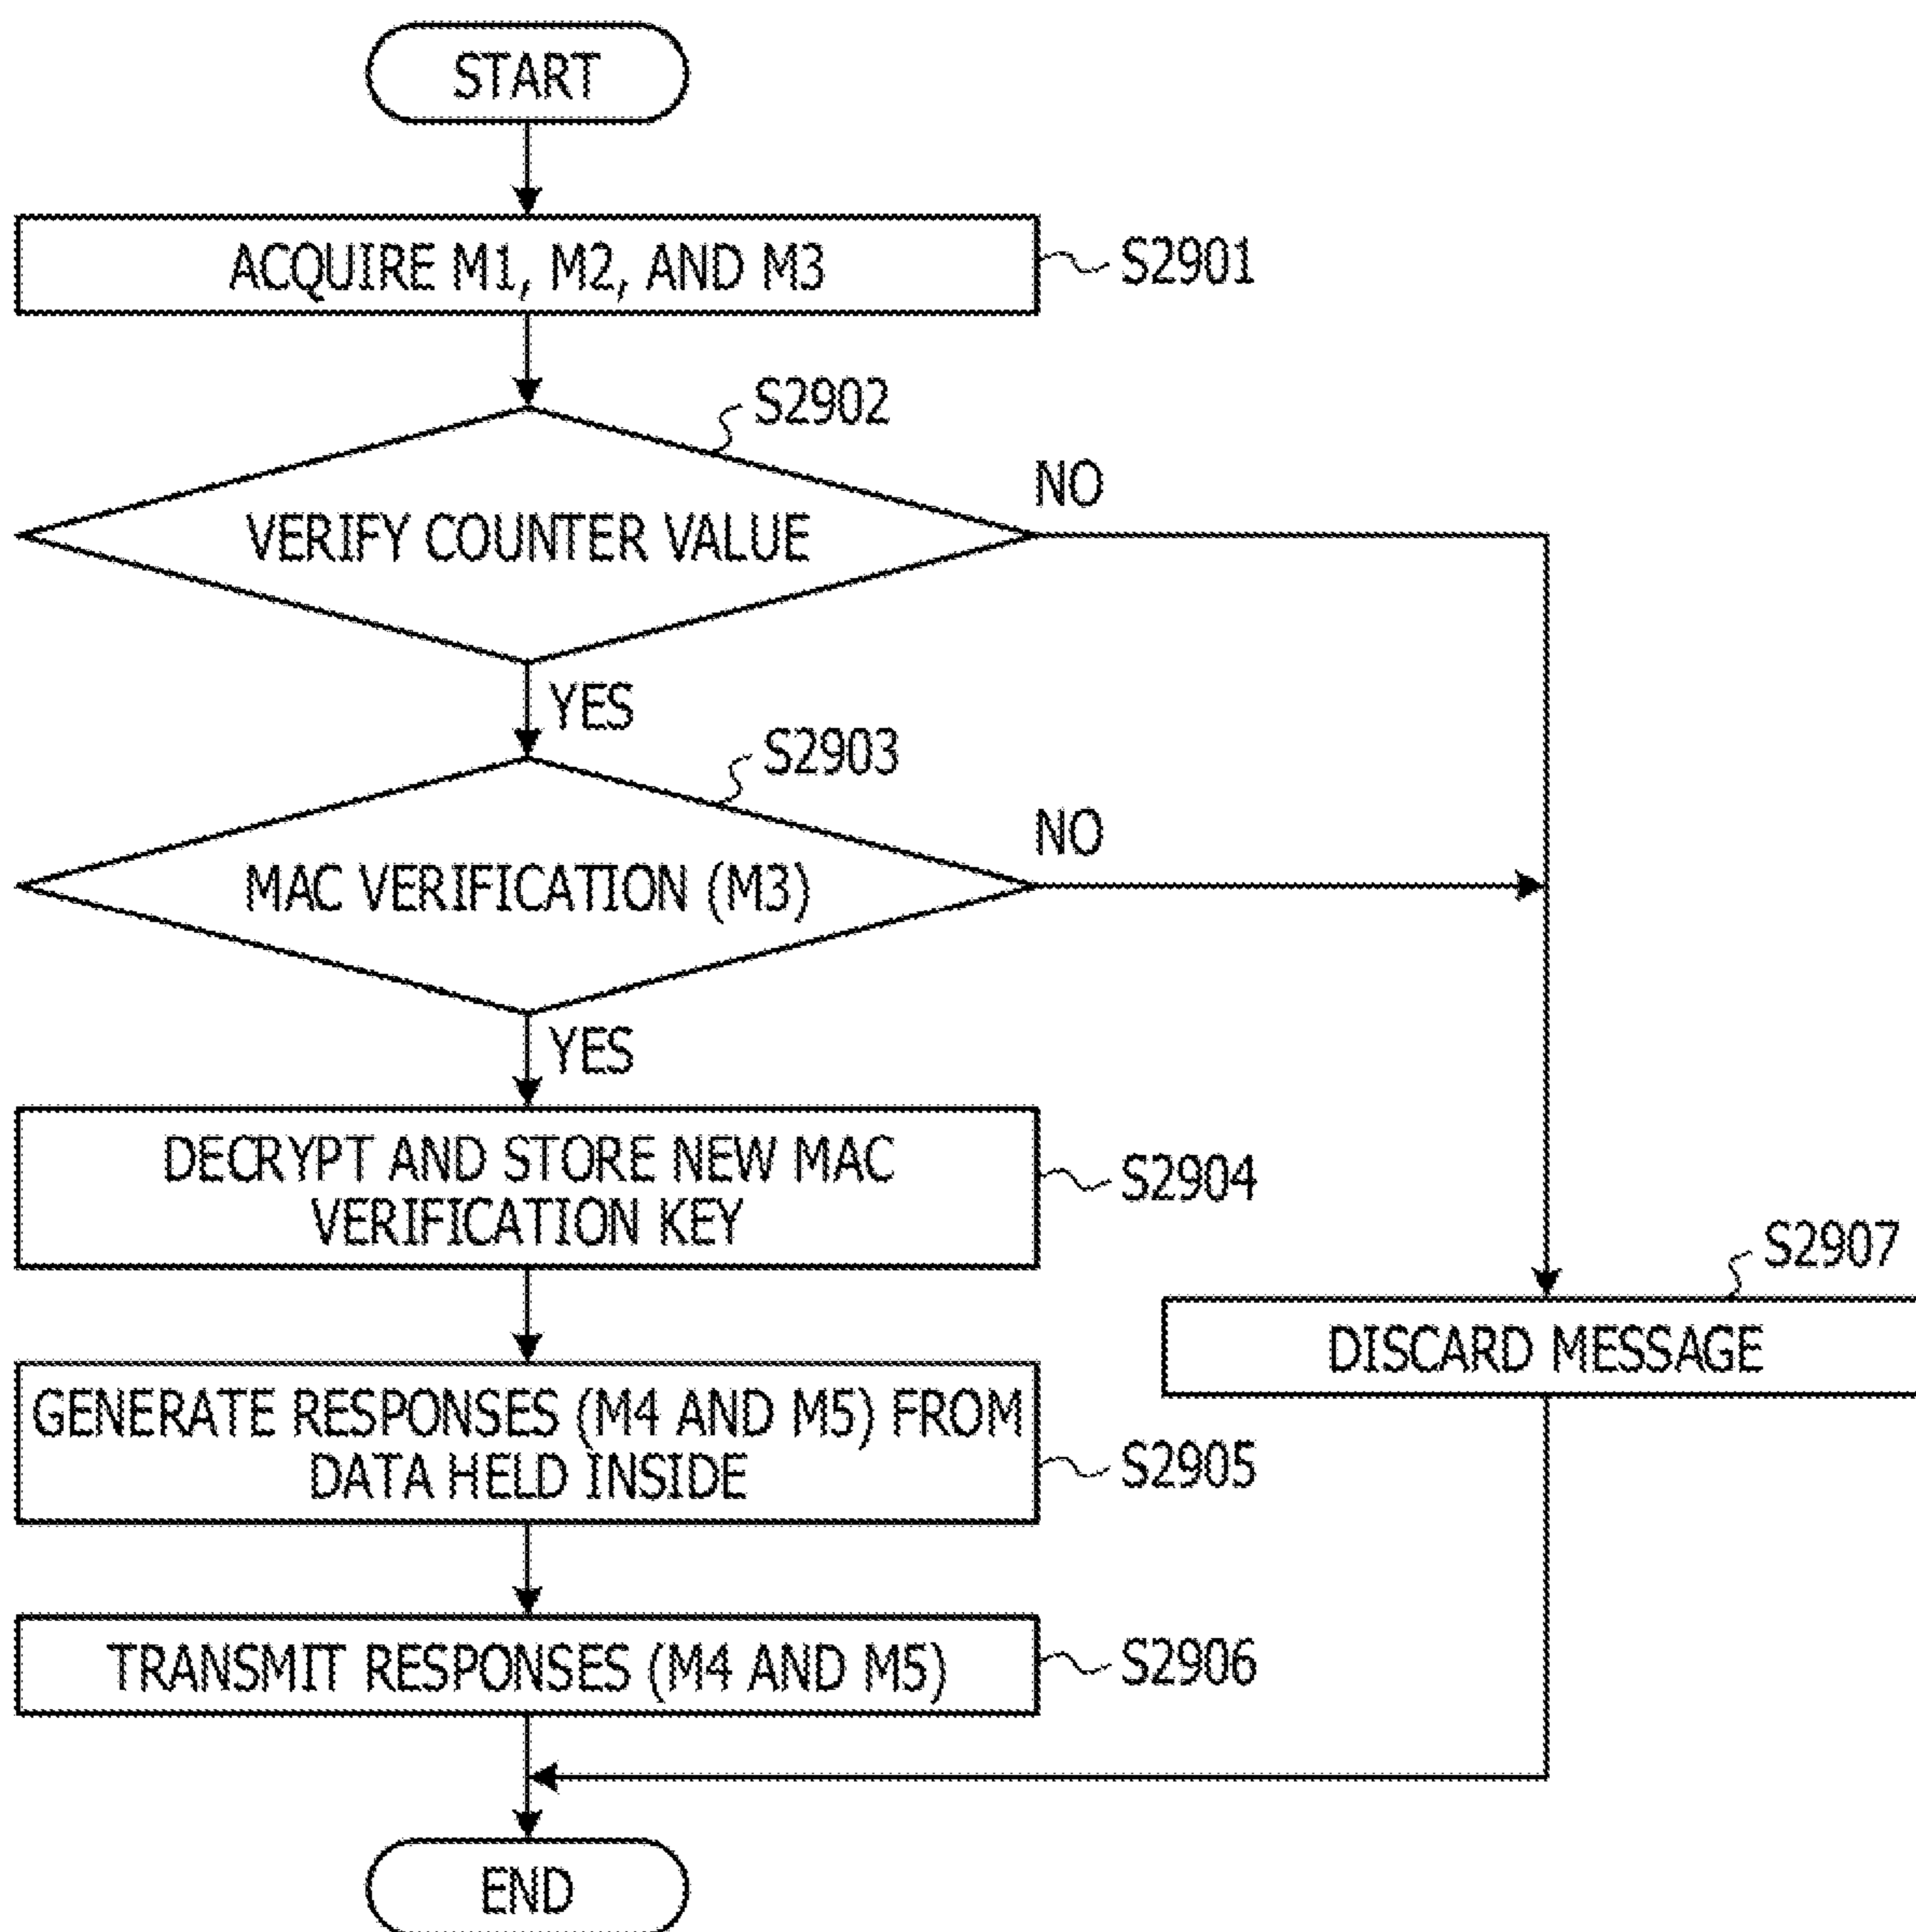 START
ACQUIRE M1, M2, AND M3
S2901
S2902
VERIFY COUNTER VALUE
NO
YES
S2903
MAC VERIFICATION (M3)
NO
YES
DECRYPT AND STORE NEW MAC
VERIFICATION KEY
S2904
S2907
DISCARD MESSAGE
GENERATE RESPONSES (M4 AND M5) FROM
DATA HELD INSIDE
S2905
TRANSMIT RESPONSES (M4 AND M5)
S2906
END